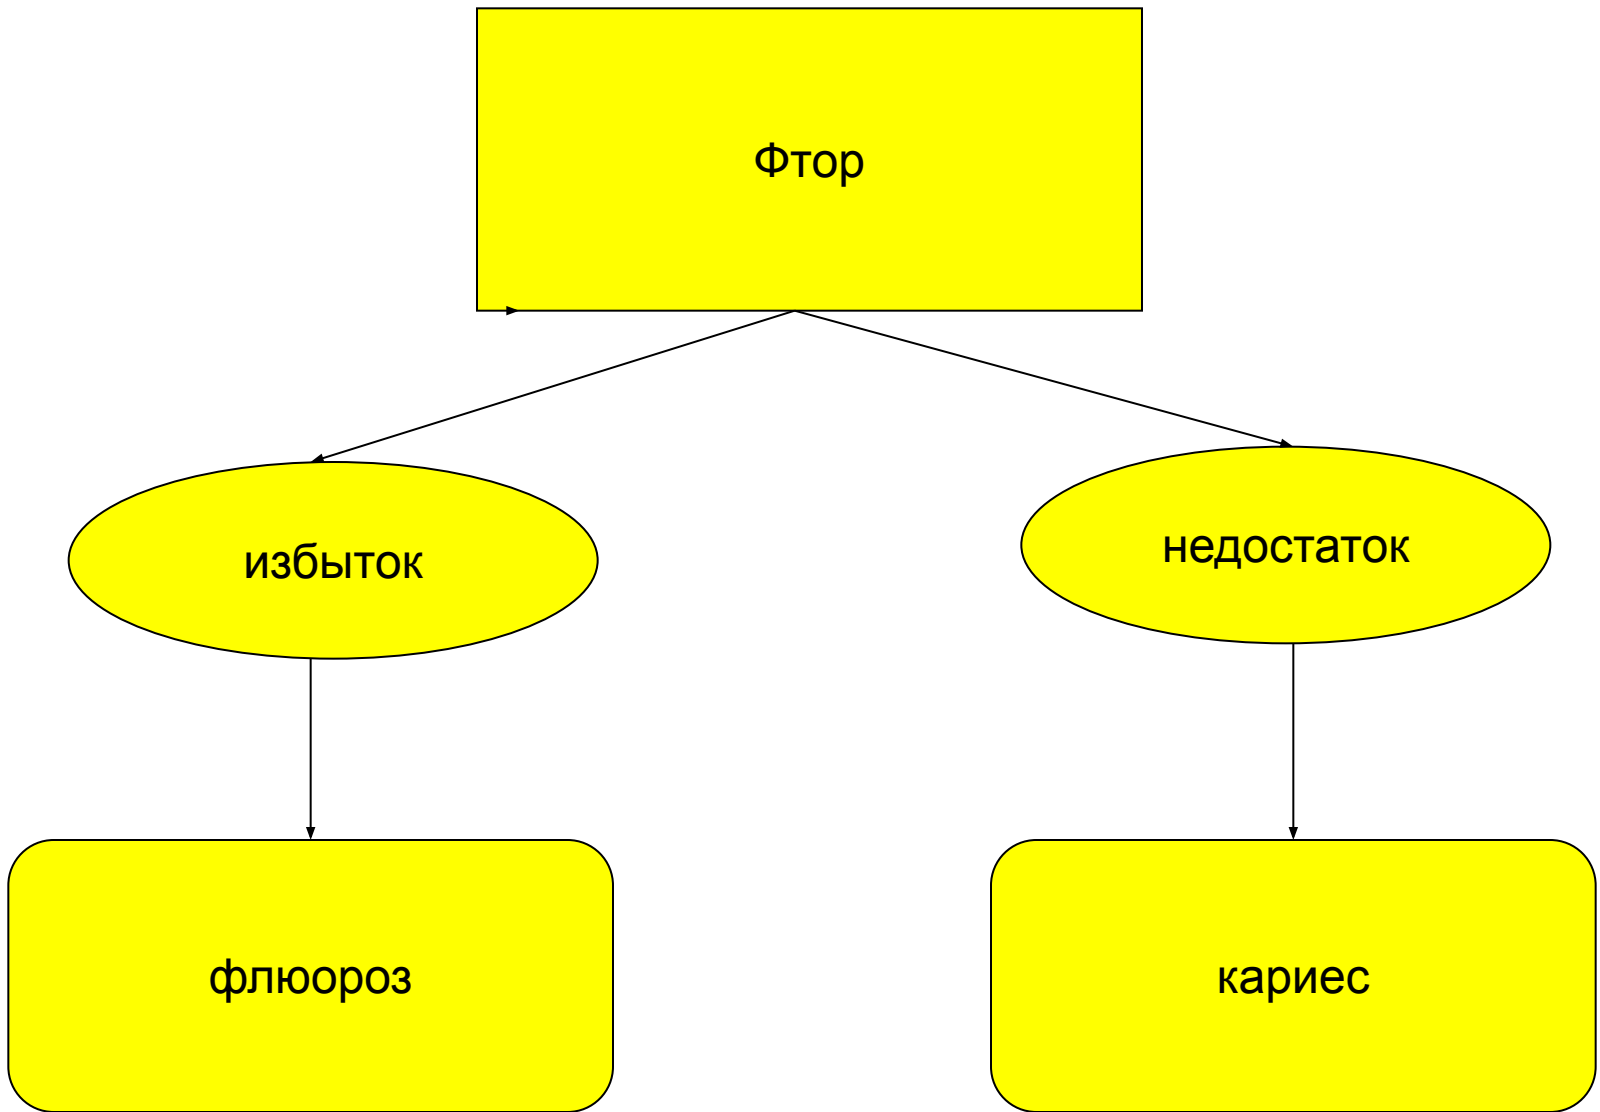 Фтор
избыток
недостаток
флюороз
кариес